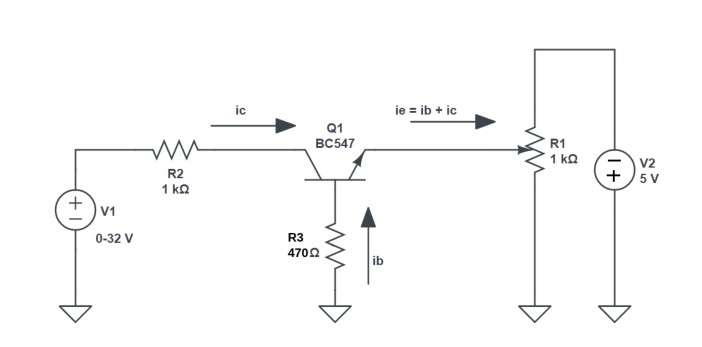 ic
ie = ib + ic
Q1
BC547
R1
1 kΩ
R2
1 kΩ
V2
5 V
V1
0-32 V
R3
470Ω
ib